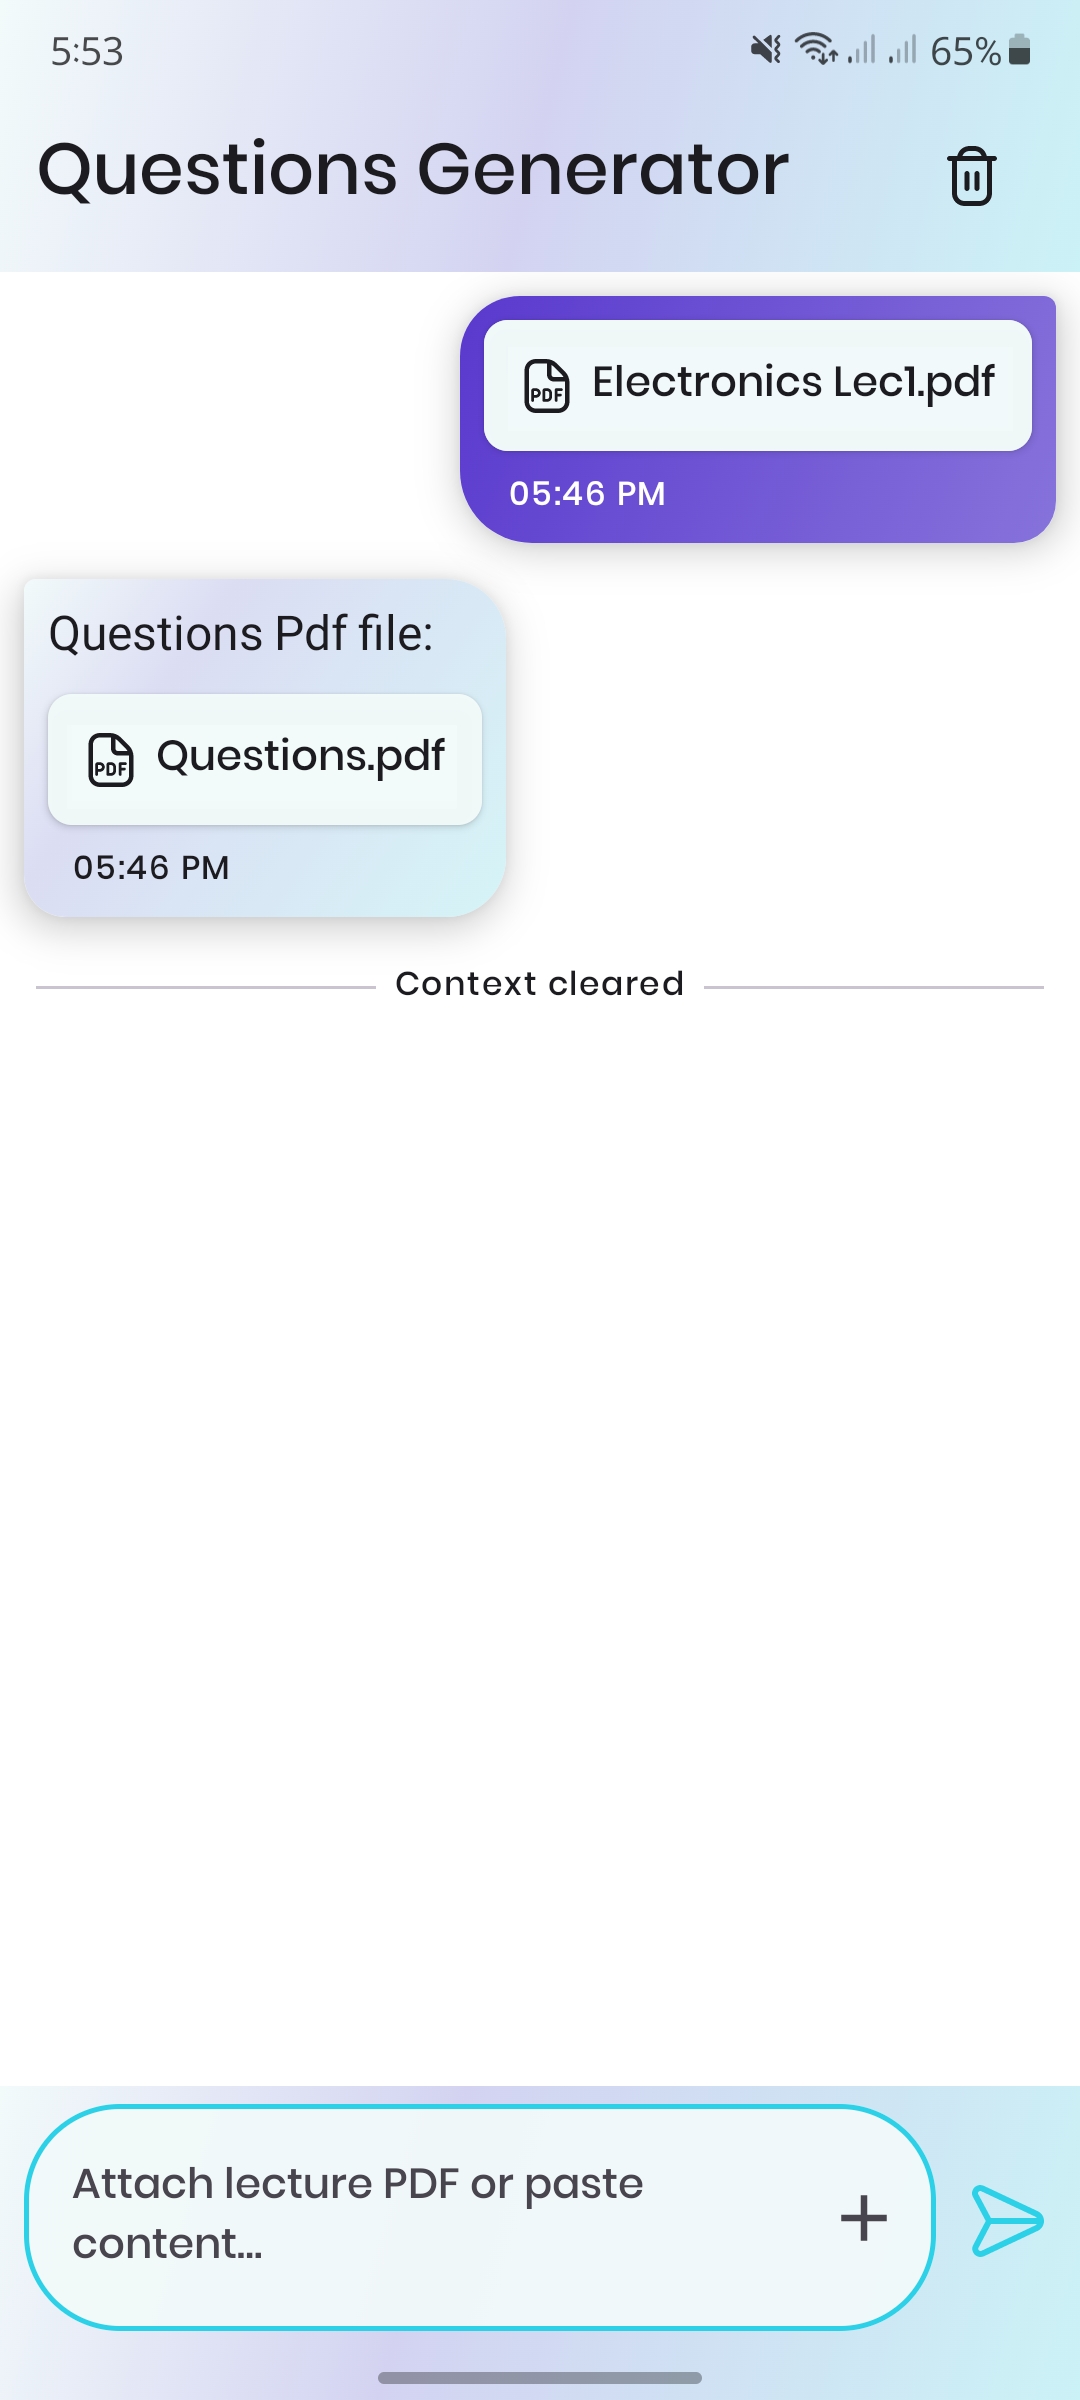 5:53
65%
Questions Generator
PDF Electronics Lec1.pdf
05:46 PM
Questions Pdf file:
PDF Questions.pdf
05:46 PM
Context cleared
Attach lecture PDF or paste
content...